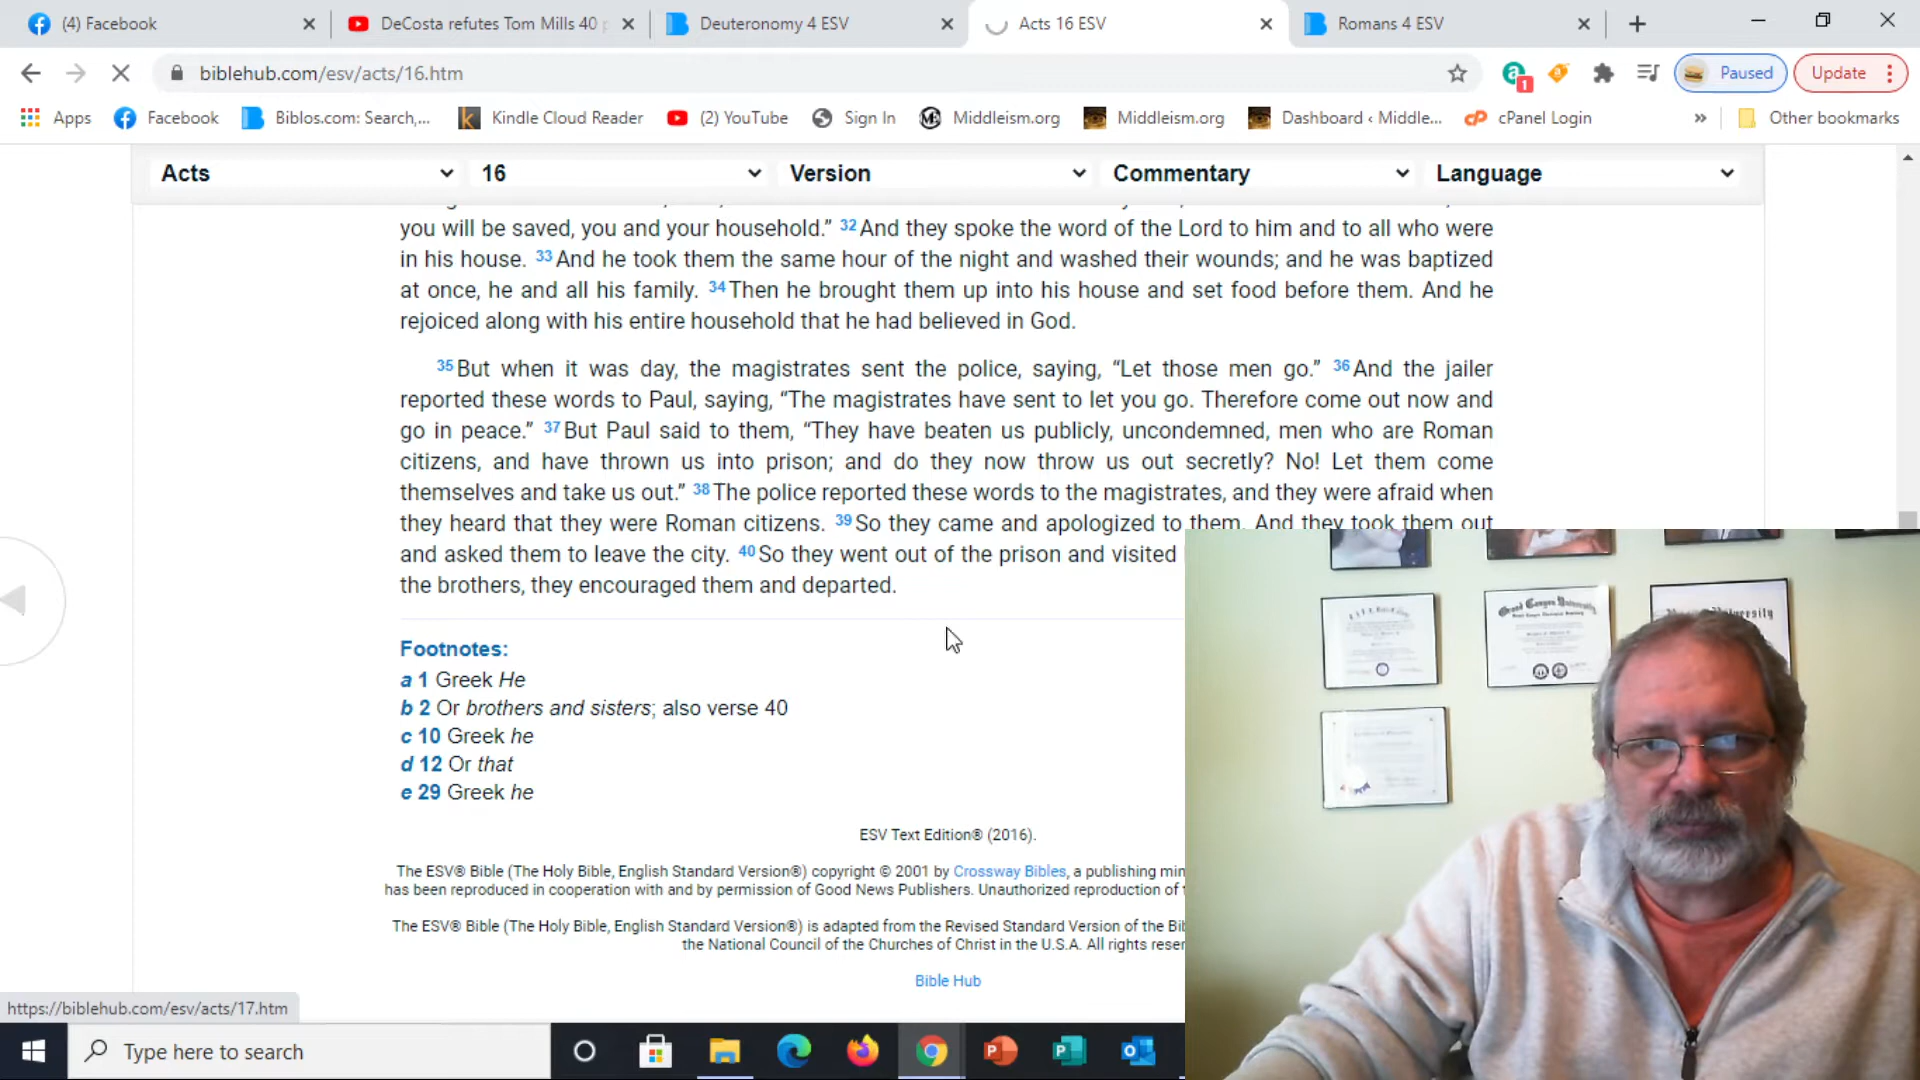 (4) Facebook
DeCosta refutes Tom Mills 40 p
Deuteronomy 4 ESV
Acts 16 ESV
Romans 4 ESV
biblehub.com/esv/acts/16.htm
1
Paused
Update
Apps
Facebook
Biblos.com: Search,...
Kindle Cloud Reader
(2) YouTube
Sign In
Middleism.org
Middleism.org
Dashboard ‹ Middle...
cPanel Login
»
Other bookmarks
Acts
16
Version
Commentary
Language
you will be saved, you and your household.” 32 And they spoke the word of the Lord to him and to all who were
in his house. 33 And he took them the same hour of the night and washed their wounds; and he was baptized
at once, he and all his family. 34 Then he brought them up into his house and set food before them. And he
rejoiced along with his entire household that he had believed in God.
35 But when it was day, the magistrates sent the police, saying, “Let those men go.” 36 And the jailer
reported these words to Paul, saying, “The magistrates have sent to let you go. Therefore come out now and
go in peace.” 37 But Paul said to them, “They have beaten us publicly, uncondemned, men who are Roman
citizens, and have thrown us into prison; and do they now throw us out secretly? No! Let them come
themselves and take us out.” 38 The police reported these words to the magistrates, and they were afraid when
they heard that they were Roman citizens. 39 So they came and apologized to them. And they took them out
and asked them to leave the city. 40 So they went out of the prison and visited
the brothers, they encouraged them and departed.
Footnotes:
a 1 Greek He
b 2 Or brothers and sisters; also verse 40
c 10 Greek he
d 12 Or that
e 29 Greek he
ESV Text Edition® (2016).
The ESV® Bible (The Holy Bible, English Standard Version®) copyright © 2001 by Crossway Bibles, a publishing min
has been reproduced in cooperation with and by permission of Good News Publishers. Unauthorized reproduction of
The ESV® Bible (The Holy Bible, English Standard Version®) is adapted from the Revised Standard Version of the Bib
the National Council of the Churches of Christ in the U.S.A. All rights reser
Bible Hub
https://biblehub.com/esv/acts/17.htm
Type here to search